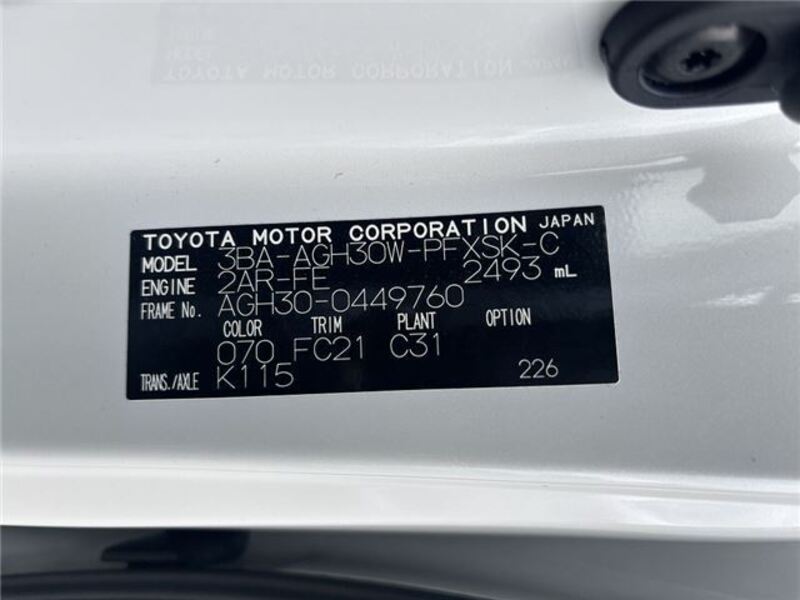 TOYOTA MOTOR CORPORATION JAPAN
MODEL 3BA-AGH30W-PFXSK-C
ENGINE 2AR-FE 2493 mL
FRAME No. AGH30-0449760
COLOR TRIM PLANT OPTION
070 FC21 C31
TRANS./AXLE K115 226